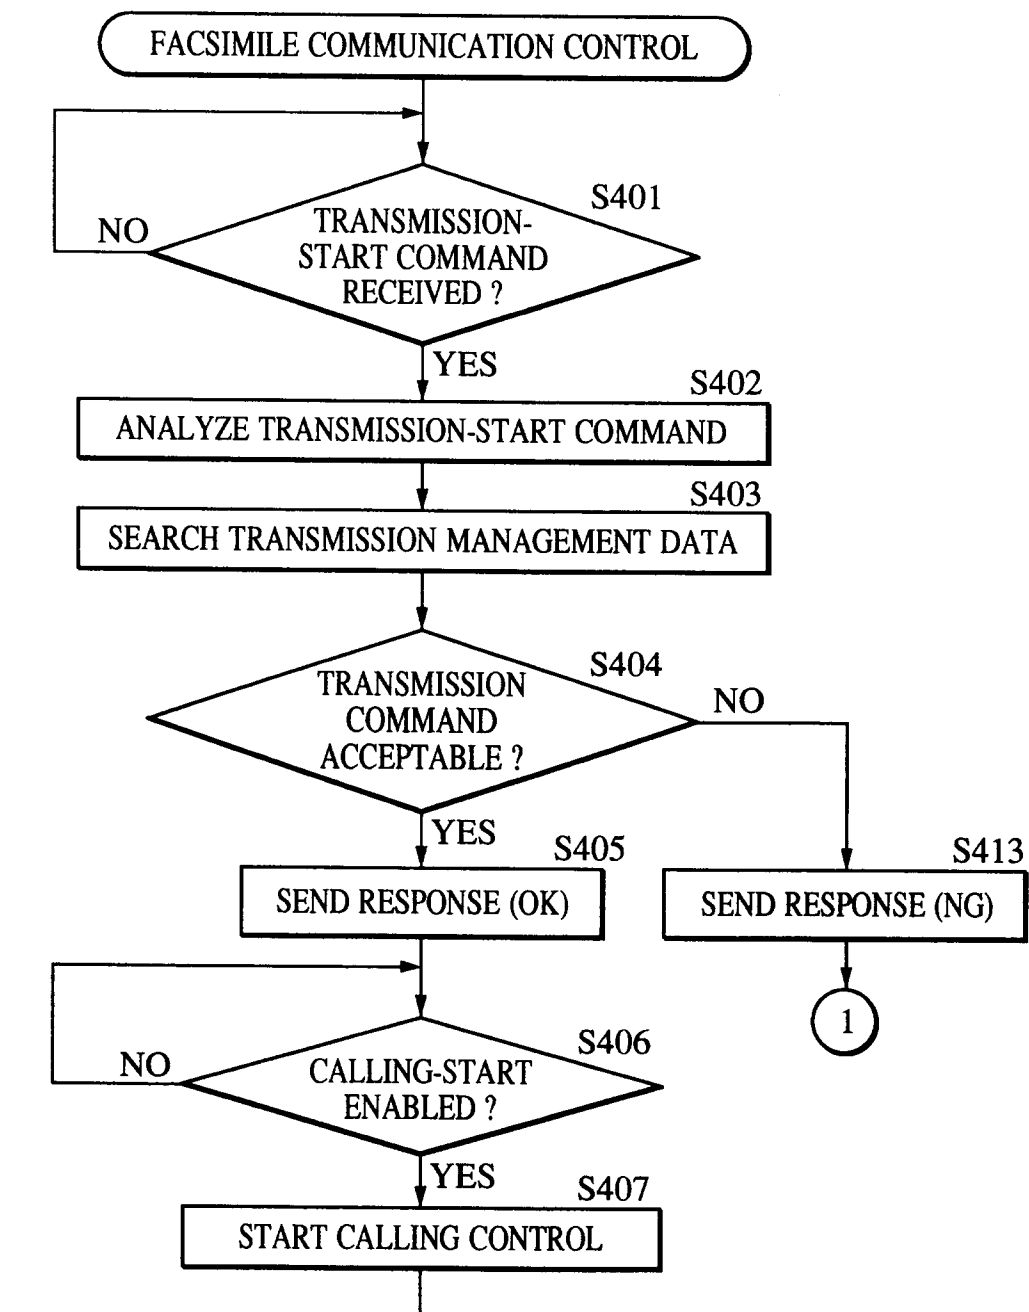 FACSIMILE COMMUNICATION CONTROL
S401
TRANSMISSION-
START COMMAND
RECEIVED ?
NO
YES
S402
ANALYZE TRANSMISSION-START COMMAND
S403
SEARCH TRANSMISSION MANAGEMENT DATA
S404
TRANSMISSION
COMMAND
ACCEPTABLE ?
NO
YES
S405
SEND RESPONSE (OK)
S413
SEND RESPONSE (NG)
1
S406
CALLING-START
ENABLED ?
NO
YES
S407
START CALLING CONTROL